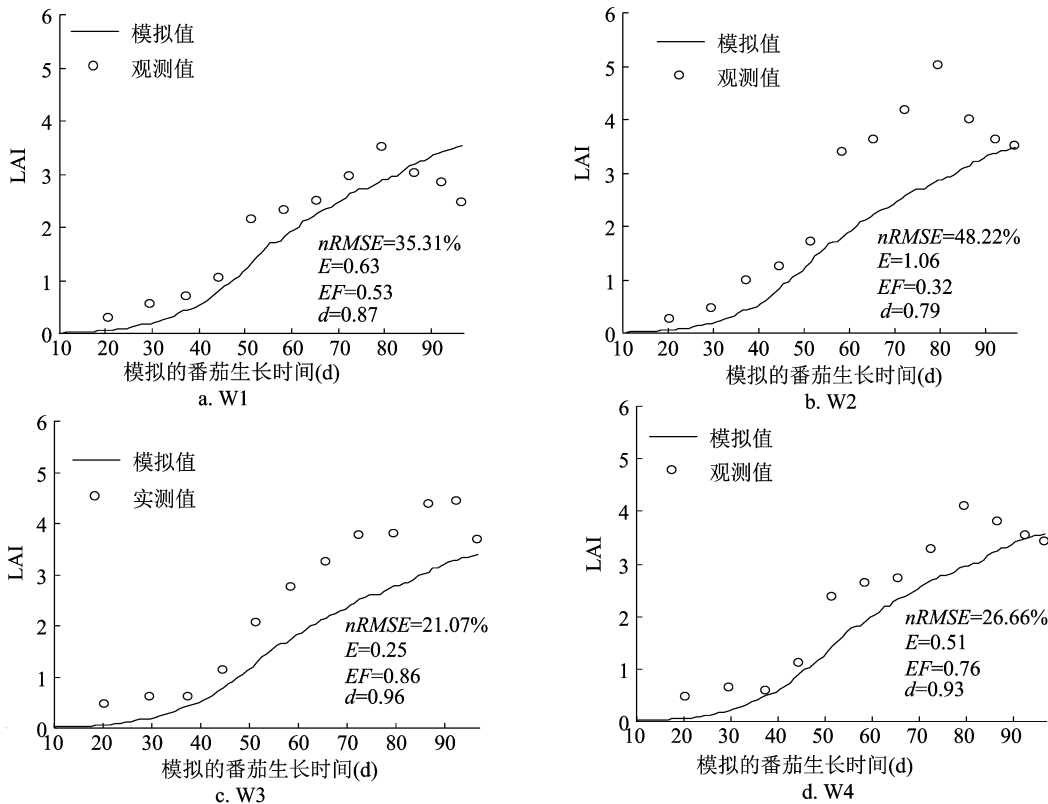 6
模拟值
5
观测值
4
LAI
3
2
nRMSE=35.31%
E=0.63
1
EF=0.53
d=0.87
0
10 20 30 40 50 60 70 80 90
模拟的番茄生长时间(d)
a. W1
6
模拟值
5
观测值
4
LAI
3
2
nRMSE=48.22%
E=1.06
1
EF=0.32
d=0.79
0
10 20 30 40 50 60 70 80 90
模拟的番茄生长时间(d)
b. W2
6
模拟值
5
实测值
4
LAI
3
2
nRMSE=21.07%
E=0.25
1
EF=0.86
d=0.96
0
10 20 30 40 50 60 70 80 90
模拟的番茄生长时间(d)
c. W3
6
模拟值
5
观测值
4
LAI
3
2
nRMSE=26.66%
E=0.51
1
EF=0.76
d=0.93
0
10 20 30 40 50 60 70 80 90
模拟的番茄生长时间(d)
d. W4